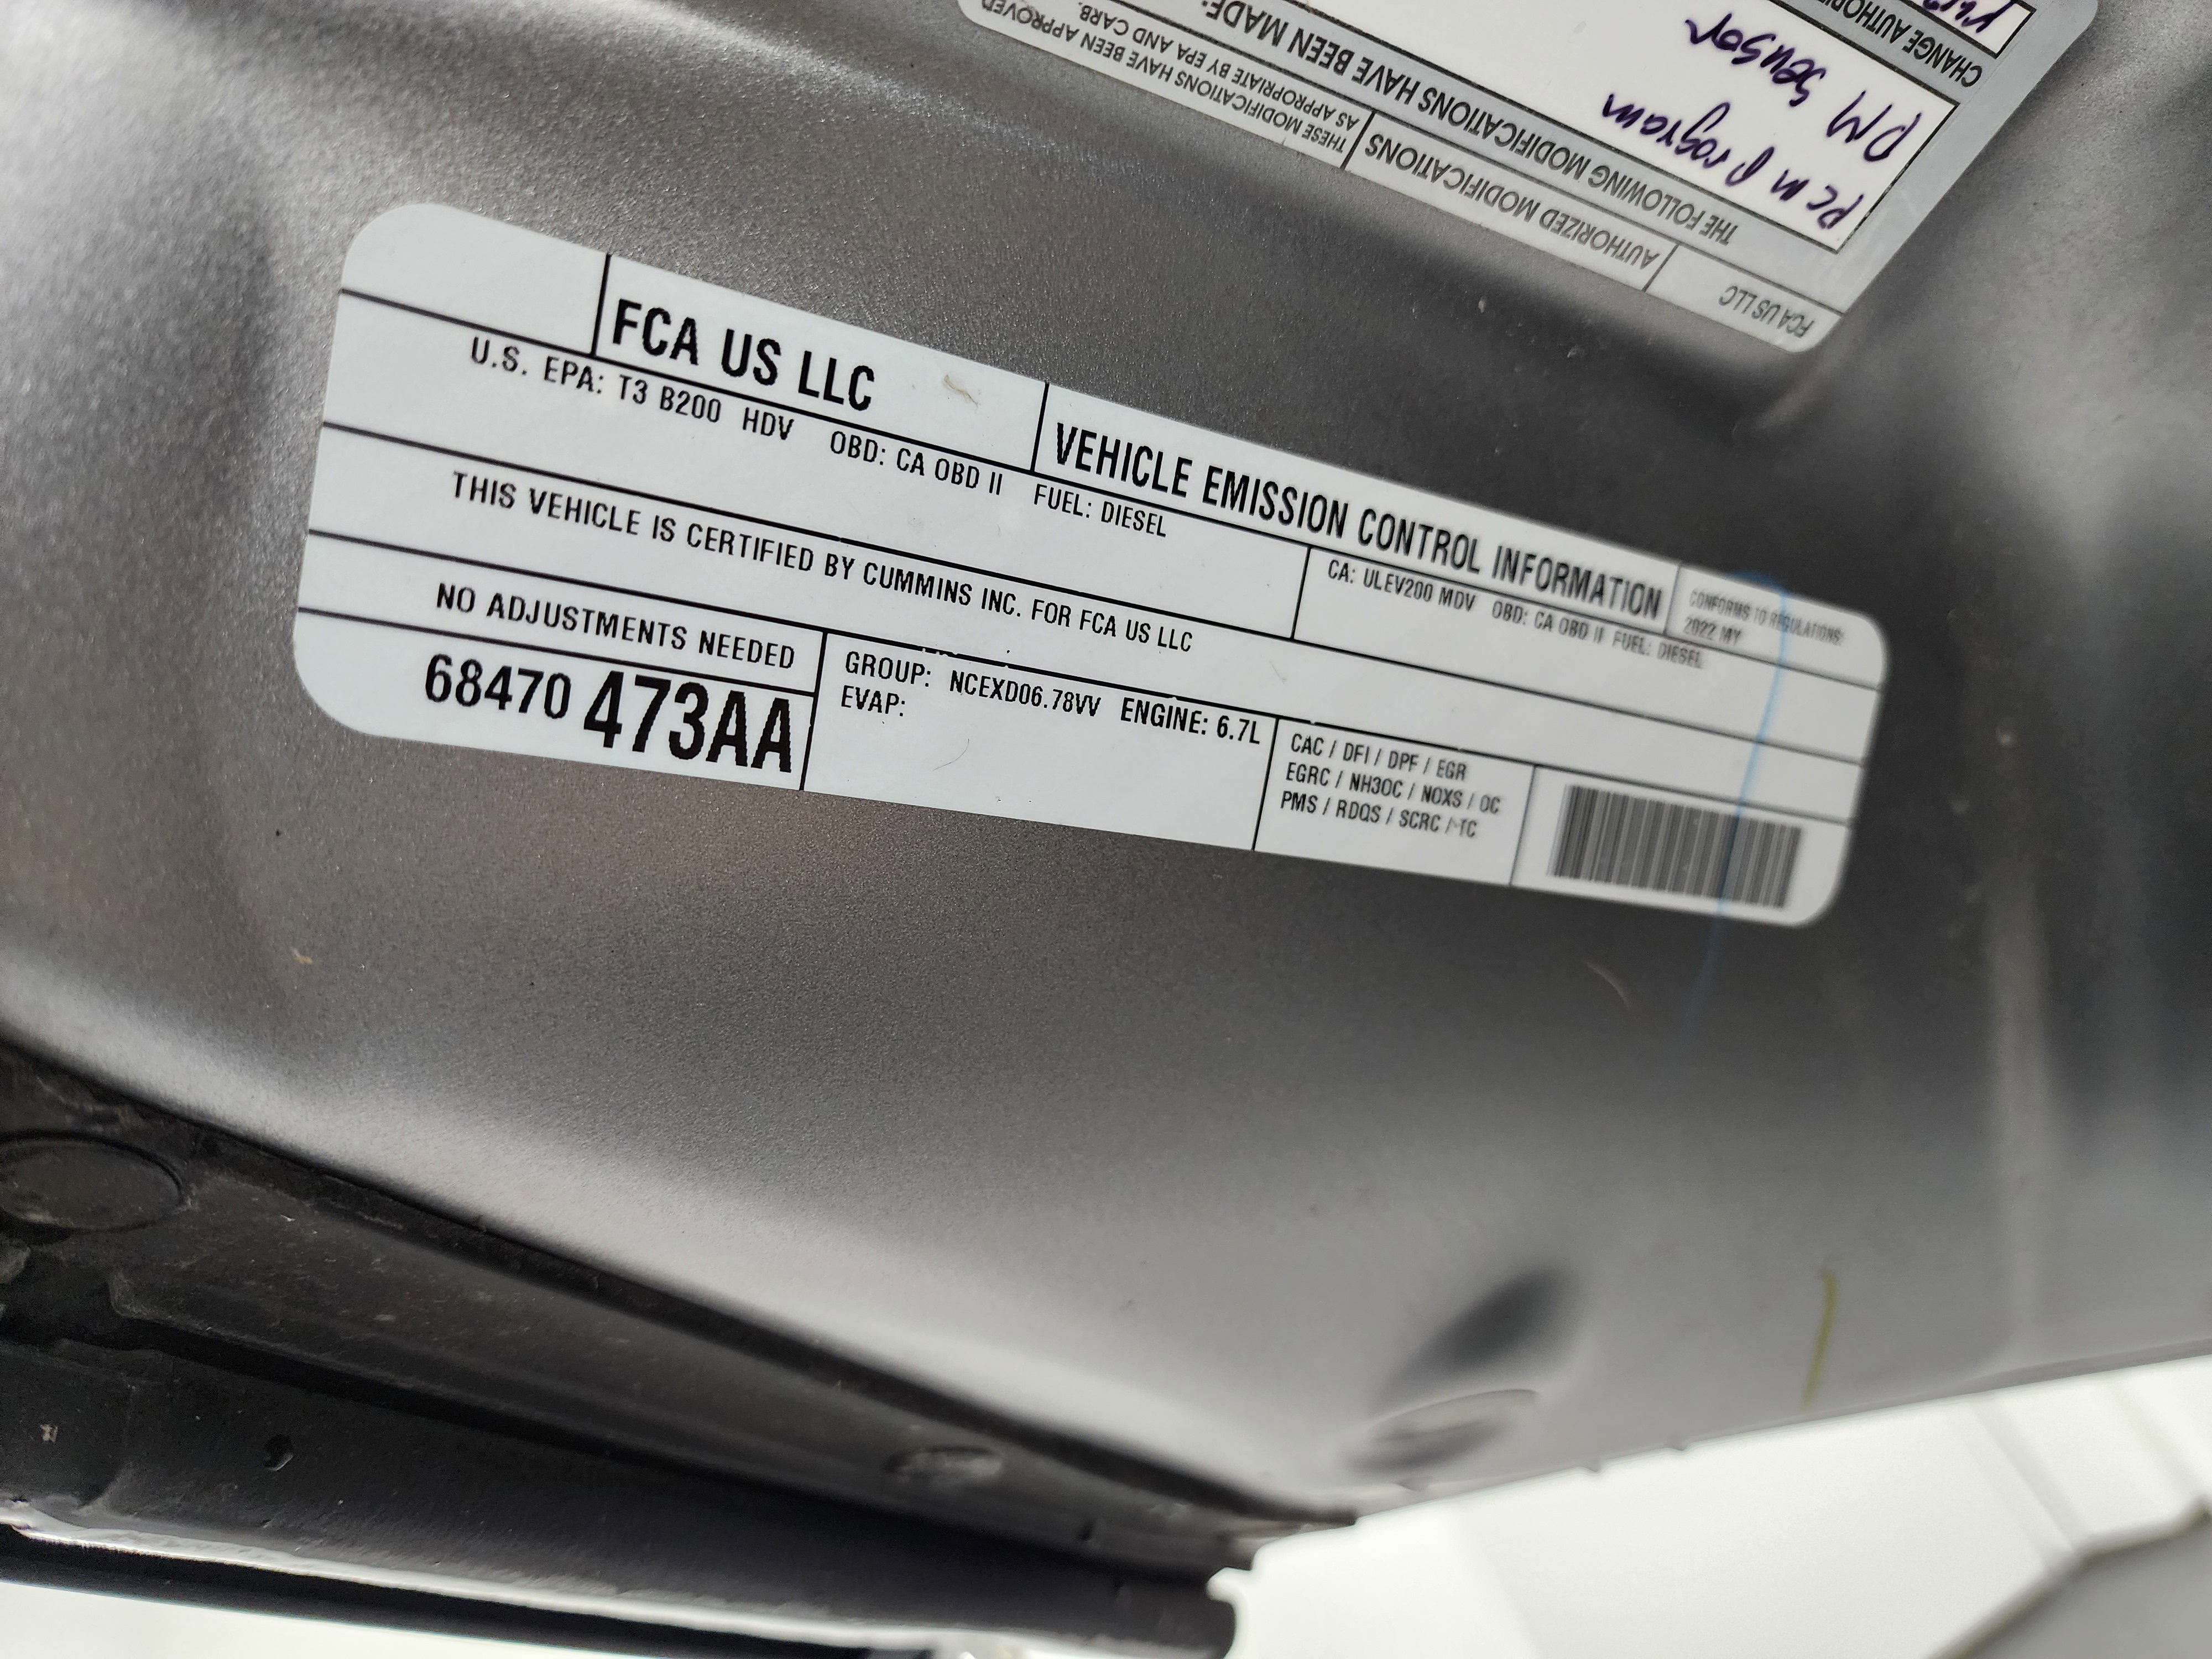 FCA US LLC
VEHICLE EMISSION CONTROL INFORMATION
CONFORMS TO REGULATIONS:
2022 MY
U.S. EPA: T3 B200 HDV OBD: CA OBD II FUEL: DIESEL
CA: ULEV200 MDV OBD: CA OBD II FUEL: DIESEL
THIS VEHICLE IS CERTIFIED BY CUMMINS INC. FOR FCA US LLC
NO ADJUSTMENTS NEEDED
68470 473AA
GROUP: NCEXD06.78VV ENGINE: 6.7L
EVAP:
CAC / DFI / DPF / EGR
EGRC / NH3OC / NOXS / OC
PMS / RDQS / SCRC / TC
FCA US LLC
AUTHORIZED MODIFICATIONS
THESE MODIFICATIONS HAVE BEEN APPROVED
AS APPROPRIATE BY EPA AND CARB.
THE FOLLOWING MODIFICATIONS HAVE BEEN MADE:
PCM Program
PM Sensor
CHANGE